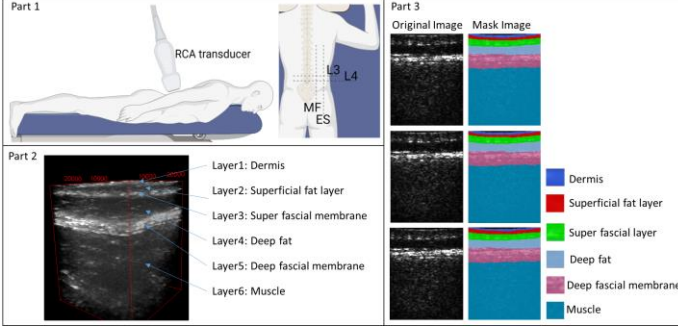 Part 1
RCA transducer
L3
L4
MF
ES
Part 2
Layer1: Dermis
Layer2: Superficial fat layer
Layer3: Super fascial membrane
Layer4: Deep fat
Layer5: Deep fascial membrane
Layer6: Muscle
Part 3
Original Image
Mask Image
Dermis
Superficial fat layer
Super fascial layer
Deep fat
Deep fascial membrane
Muscle